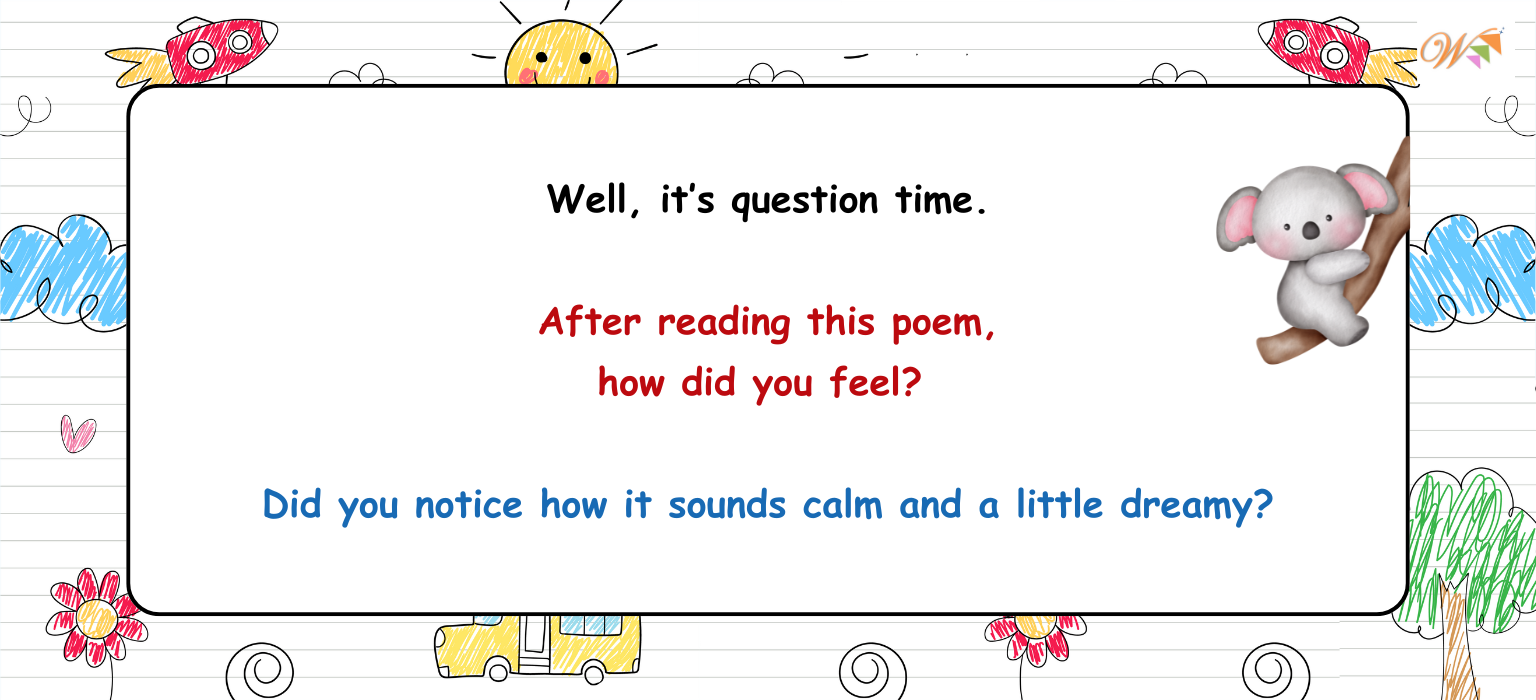 W
Well, it’s question time.
After reading this poem,
how did you feel?
Did you notice how it sounds calm and a little dreamy?